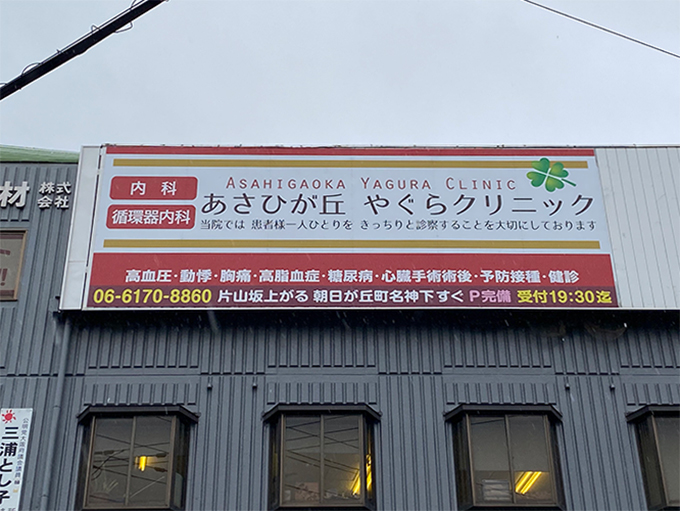 材 株式会社
内科
循環器内科
ASAHIGAOKA YAGURA CLINIC
あさひが丘 やぐらクリニック
当院では 患者様一人ひとりを きっちりと診察することを大切にしております
高血圧・動悸・胸痛・高脂血症・糖尿病・心臓手術術後・予防接種・健診
06-6170-8860 片山坂上がる 朝日が丘町名神下すぐ P完備 受付19:30迄
三浦とし子